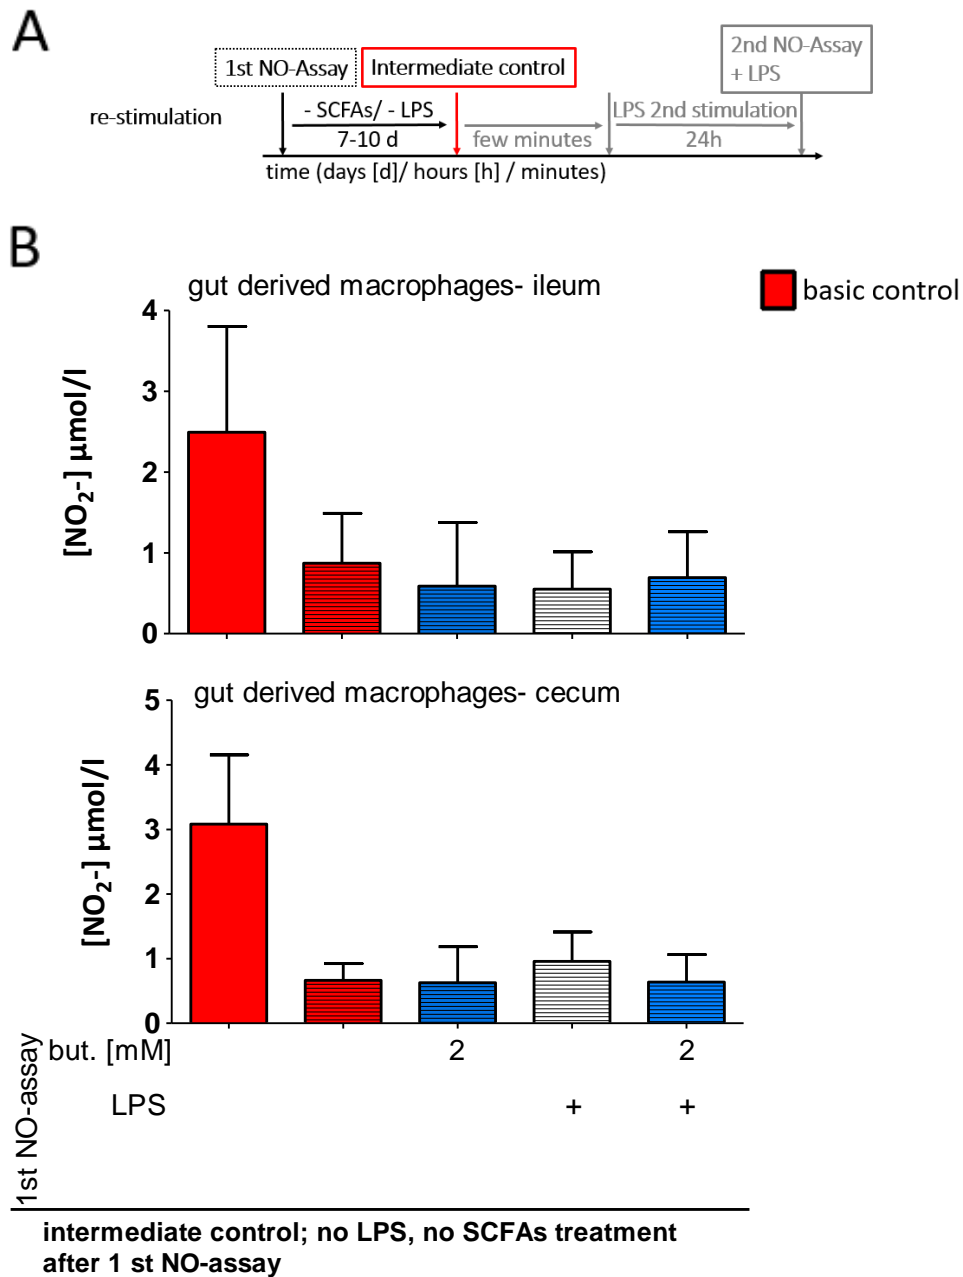 A
1st NO-Assay
Intermediate control
2nd NO-Assay
+ LPS
re-stimulation
- SCFAs/ - LPS
7-10 d
few minutes
LPS 2nd stimulation
24h
time (days [d]/ hours [h] / minutes)
B
gut derived macrophages- ileum
basic control
[NO2-] µmol/l
4
3
2
1
0
gut derived macrophages- cecum
[NO2-] µmol/l
5
4
3
2
1
0
1st NO-assay
but. [mM] 2 2
LPS + +
intermediate control; no LPS, no SCFAs treatment
after 1 st NO-assay